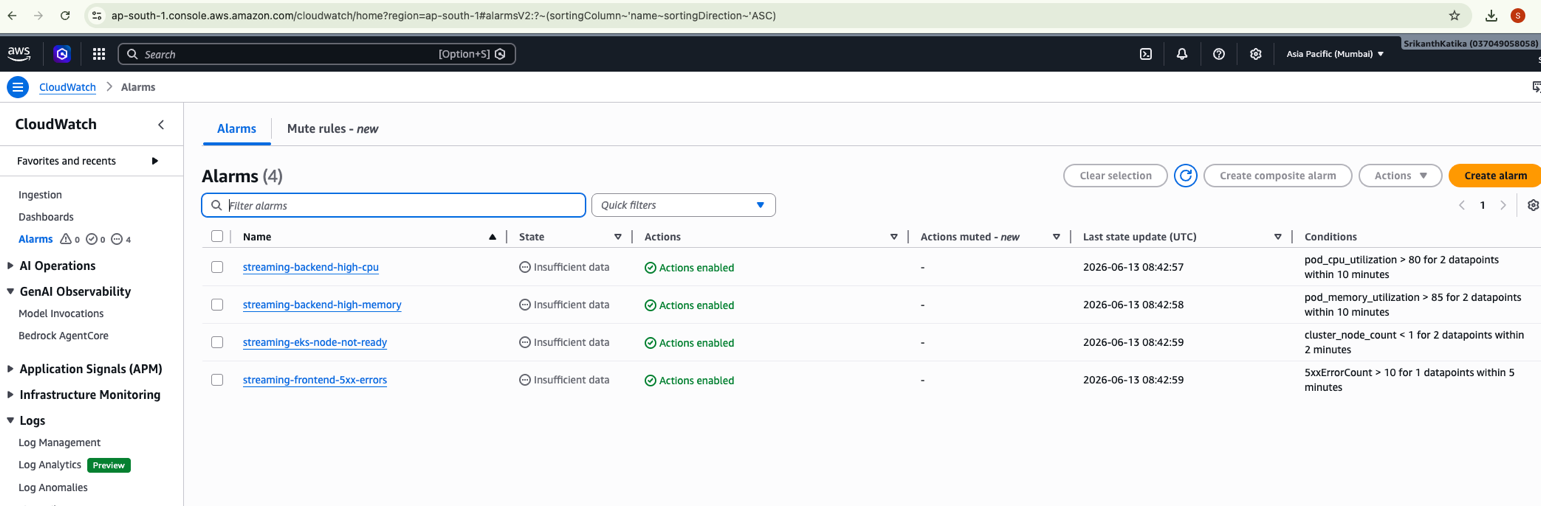 ap-south-1.console.aws.amazon.com/cloudwatch/home?region=ap-south-1#alarmsV2:?~(sortingColumn~'name~sortingDirection~'ASC)
S
aws
Search
[Option+S]
Asia Pacific (Mumbai)
SrikanthKatika (037049058058)
CloudWatch
Alarms
CloudWatch
Favorites and recents
Ingestion
Dashboards
Alarms 0 0 4
AI Operations
GenAI Observability
Model Invocations
Bedrock AgentCore
Application Signals (APM)
Infrastructure Monitoring
Logs
Log Management
Log Analytics Preview
Log Anomalies
Alarms
Mute rules - new
Alarms (4)
Clear selection
Create composite alarm
Actions
Create alarm
Filter alarms
Quick filters
1
Name State Actions Actions muted - new Last state update (UTC) Conditions
streaming-backend-high-cpu Insufficient data Actions enabled - 2026-06-13 08:42:57 pod_cpu_utilization > 80 for 2 datapoints
within 10 minutes
streaming-backend-high-memory Insufficient data Actions enabled - 2026-06-13 08:42:58 pod_memory_utilization > 85 for 2 datapoints
within 10 minutes
streaming-eks-node-not-ready Insufficient data Actions enabled - 2026-06-13 08:42:59 cluster_node_count < 1 for 2 datapoints within
2 minutes
streaming-frontend-5xx-errors Insufficient data Actions enabled - 2026-06-13 08:42:59 5xxErrorCount > 10 for 1 datapoints within 5
minutes